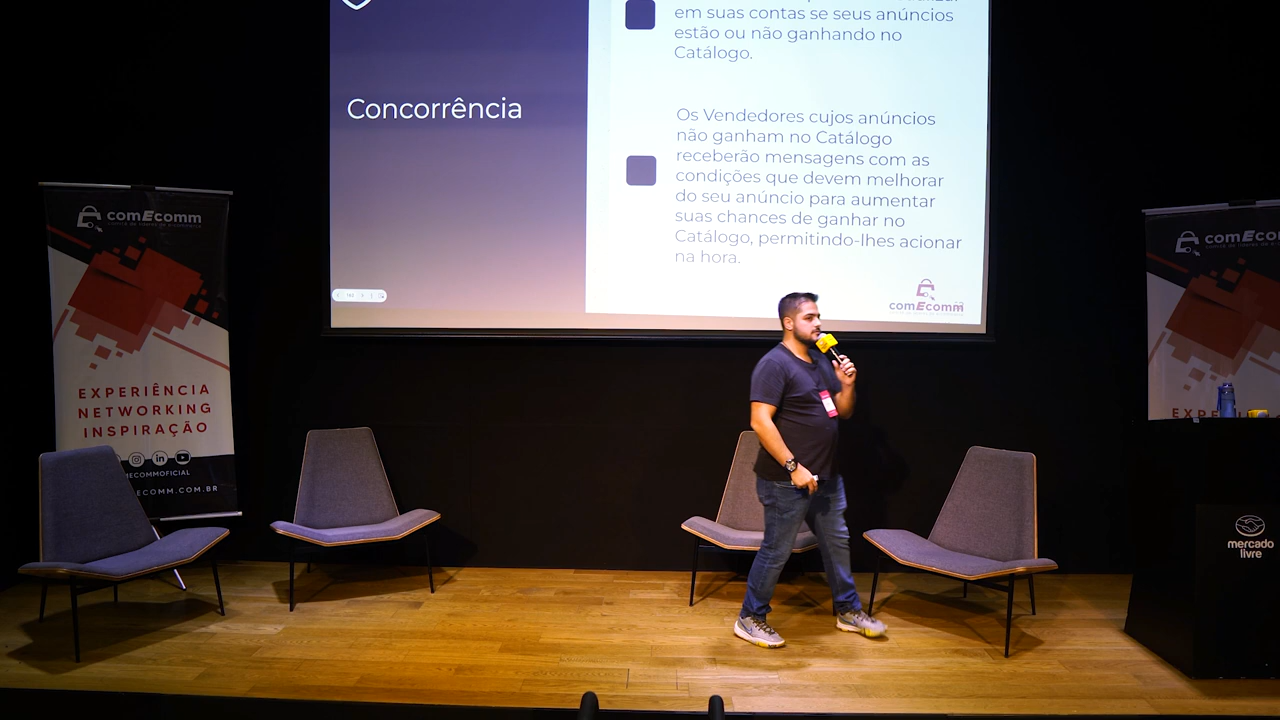 em suas contas se seus anúncios
estão ou não ganhando no
Catálogo.
Concorrência
Os Vendedores cujos anúncios
não ganham no Catálogo
receberão mensagens com as
condições que devem melhorar
do seu anúncio para aumentar
suas chances de ganhar no
Catálogo, permitindo-lhes acionar
na hora.
comEcomm
comEcomm
EXPERIÊNCIA
NETWORKING
INSPIRAÇÃO
ECOMMOFICIAL
ECOMM.COM.BR
comEcom
EXPE
mercado
livre